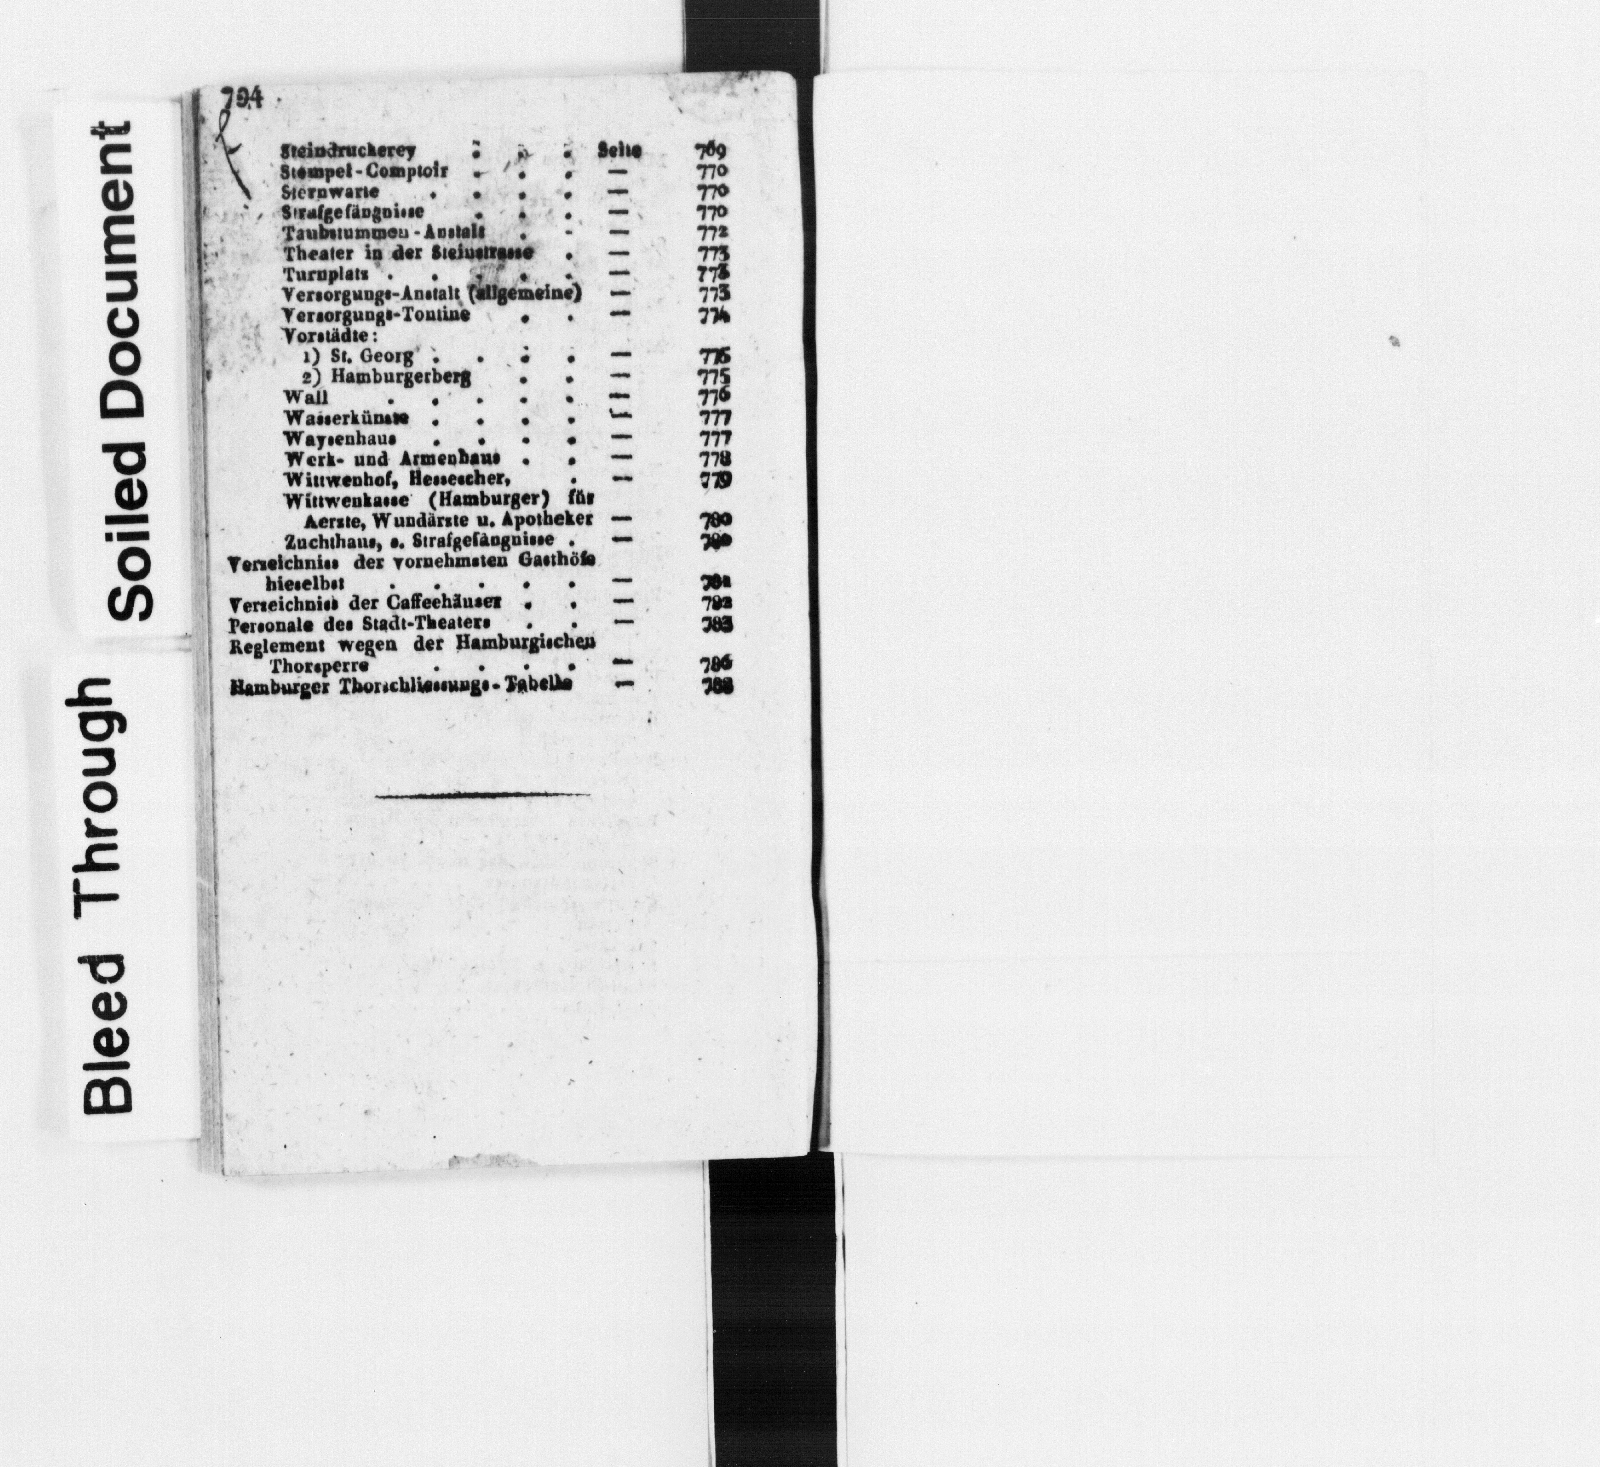 Soiled Document
Bleed Through
794
Steindruckerey . . . Seite 769
Stempel-Comptoir . . . — 770
Sternwarte . . . . — 770
Strafgefängnisse . . . — 770
Taubstummen-Anstalt . . — 772
Theater in der Steinstrasse . — 773
Turnplatz . . . . . — 773
Versorgungs-Anstalt (allgemeine) — 773
Versorgungs-Tontine . . — 774
Vorstädte:
1) St. Georg . . . . — 775
2) Hamburgerberg . . — 775
Wall . . . . . — 776
Wasserkünste . . . . — 777
Waysenhaus . . . . — 777
Werk- und Armenhaus . . — 778
Wittwenhof, Hessescher, . — 779
Wittwenkasse (Hamburger) für
Aerzte, Wundärzte u. Apotheker — 780
Zuchthaus, s. Strafgefängnisse . —
Verzeichniss der vornehmsten Gasthöfe
hieselbst . . . . . —
Verzeichniss der Caffeehäuser . . — 782
Personale des Stadt-Theaters . . — 783
Reglement wegen der Hamburgischen
Thorsperre . . . . — 786
Hamburger Thorschliessungs-Tabelle — 788